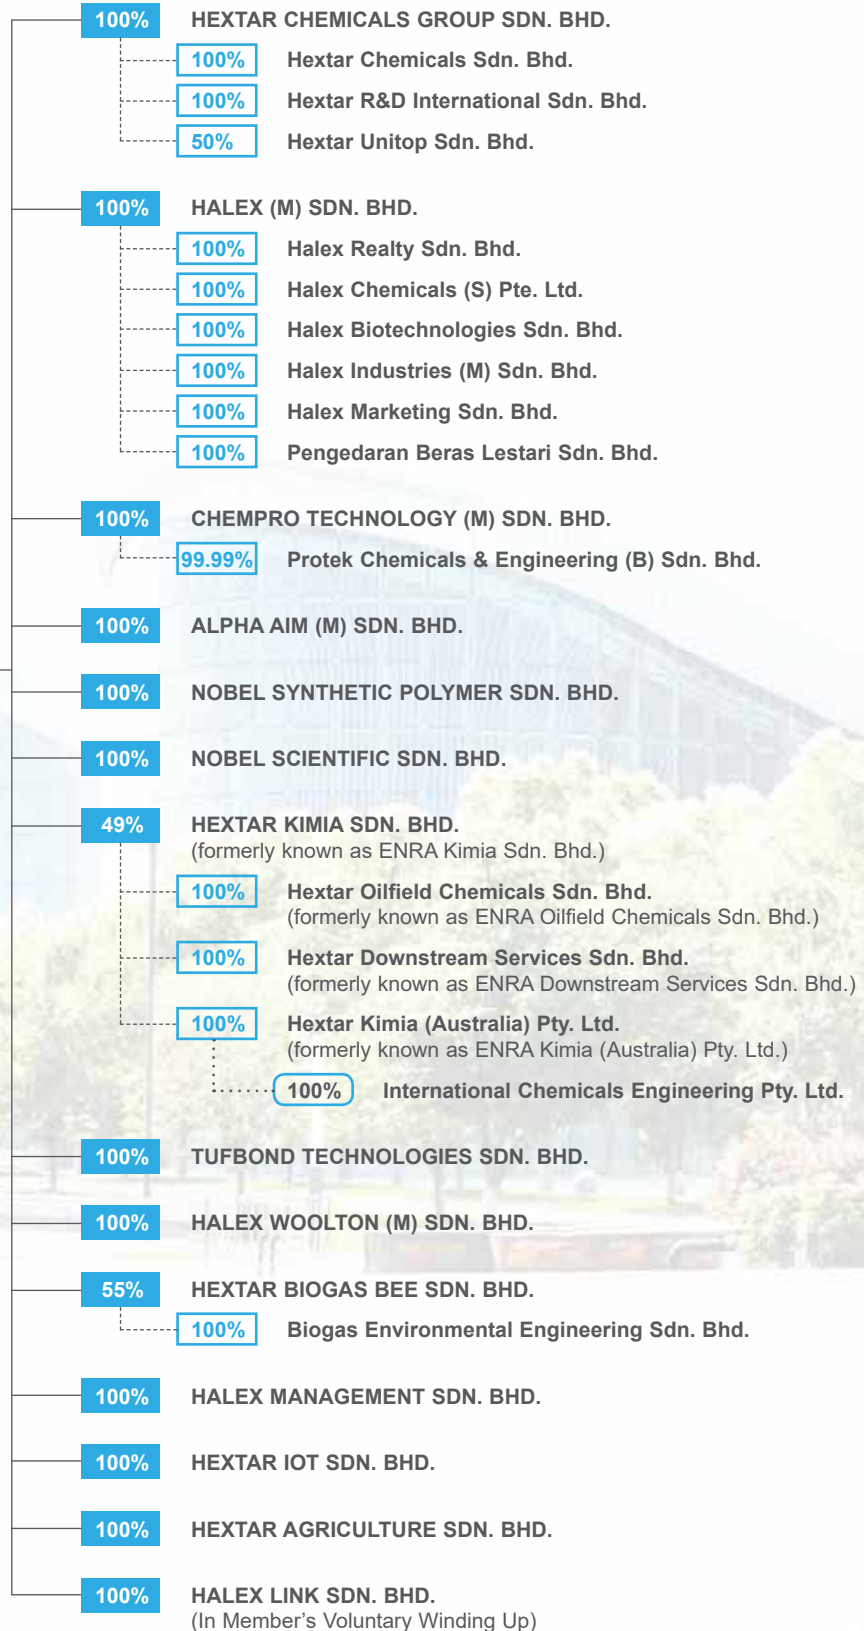 100% HEXTAR CHEMICALS GROUP SDN. BHD.
100% Hextar Chemicals Sdn. Bhd.
100% Hextar R&D International Sdn. Bhd.
50% Hextar Unitop Sdn. Bhd.
100% HALEX (M) SDN. BHD.
100% Halex Realty Sdn. Bhd.
100% Halex Chemicals (S) Pte. Ltd.
100% Halex Biotechnologies Sdn. Bhd.
100% Halex Industries (M) Sdn. Bhd.
100% Halex Marketing Sdn. Bhd.
100% Pengedaran Beras Lestari Sdn. Bhd.
100% CHEMPRO TECHNOLOGY (M) SDN. BHD.
99.99% Protek Chemicals & Engineering (B) Sdn. Bhd.
100% ALPHA AIM (M) SDN. BHD.
100% NOBEL SYNTHETIC POLYMER SDN. BHD.
100% NOBEL SCIENTIFIC SDN. BHD.
49% HEXTAR KIMIA SDN. BHD.
(formerly known as ENRA Kimia Sdn. Bhd.)
100% Hextar Oilfield Chemicals Sdn. Bhd.
(formerly known as ENRA Oilfield Chemicals Sdn. Bhd.)
100% Hextar Downstream Services Sdn. Bhd.
(formerly known as ENRA Downstream Services Sdn. Bhd.)
100% Hextar Kimia (Australia) Pty. Ltd.
(formerly known as ENRA Kimia (Australia) Pty. Ltd.)
100% International Chemicals Engineering Pty. Ltd.
100% TUFBOND TECHNOLOGIES SDN. BHD.
100% HALEX WOOLTON (M) SDN. BHD.
55% HEXTAR BIOGAS BEE SDN. BHD.
100% Biogas Environmental Engineering Sdn. Bhd.
100% HALEX MANAGEMENT SDN. BHD.
100% HEXTAR IOT SDN. BHD.
100% HEXTAR AGRICULTURE SDN. BHD.
100% HALEX LINK SDN. BHD.
(In Member's Voluntary Winding Up)